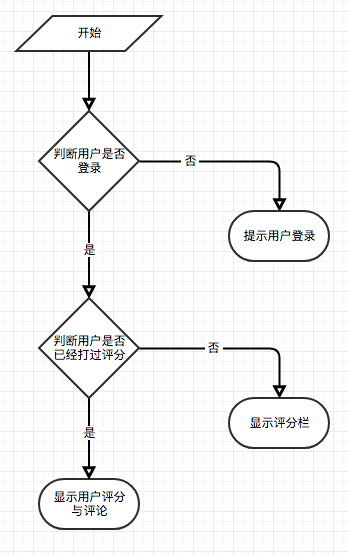 开始
判断用户是否
登录
否
提示用户登录
是
判断用户是否
已经打过评分
否
显示评分栏
是
显示用户评分
与评论